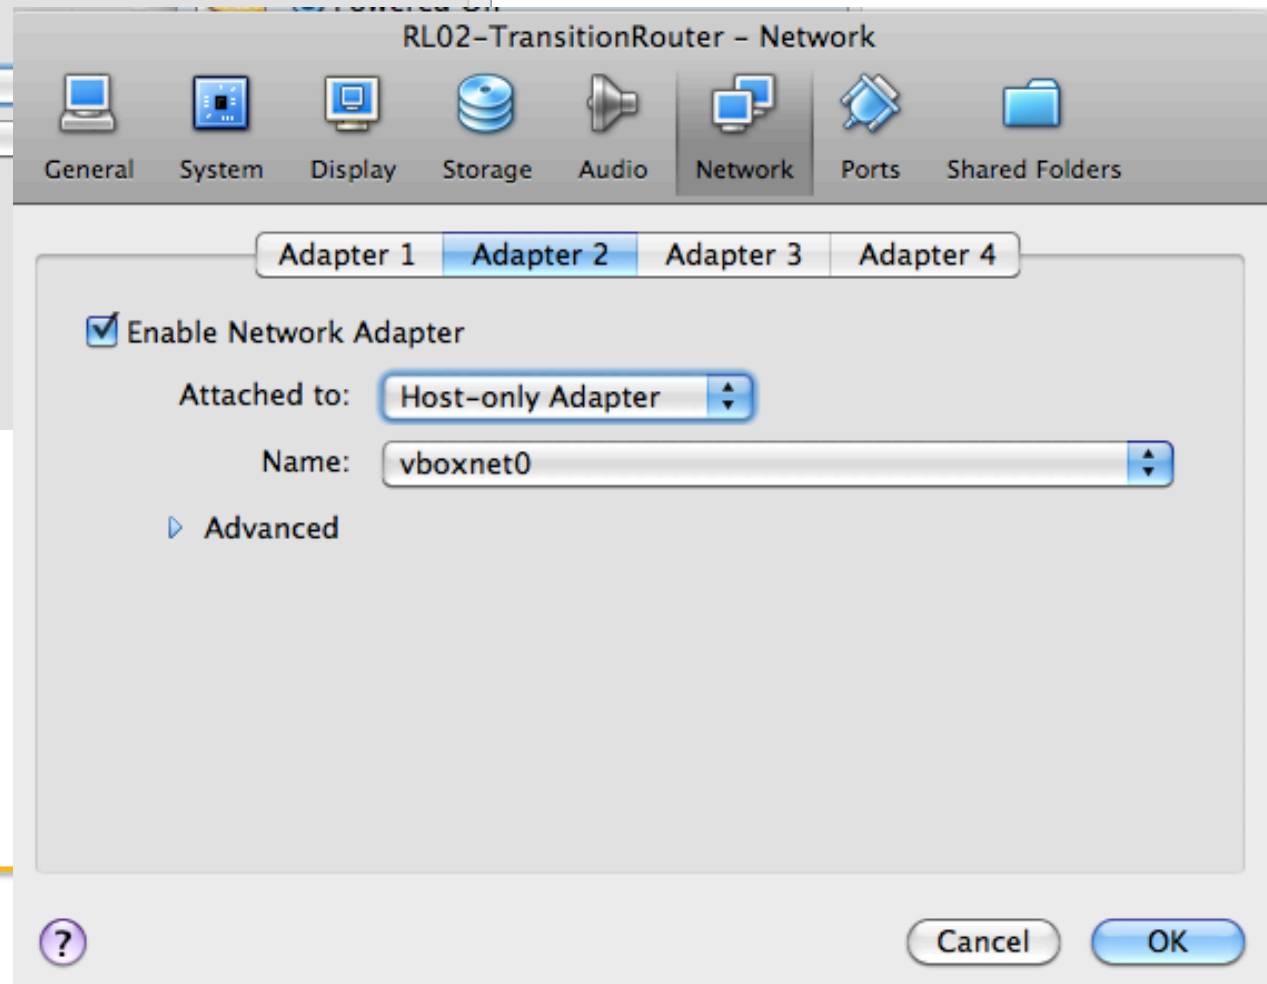 RL02-TransitionRouter – Network
General System Display Storage Audio Network Ports Shared Folders
Adapter 1 Adapter 2 Adapter 3 Adapter 4
Enable Network Adapter
Attached to: Host-only Adapter
Name: vboxnet0
Advanced
? Cancel OK